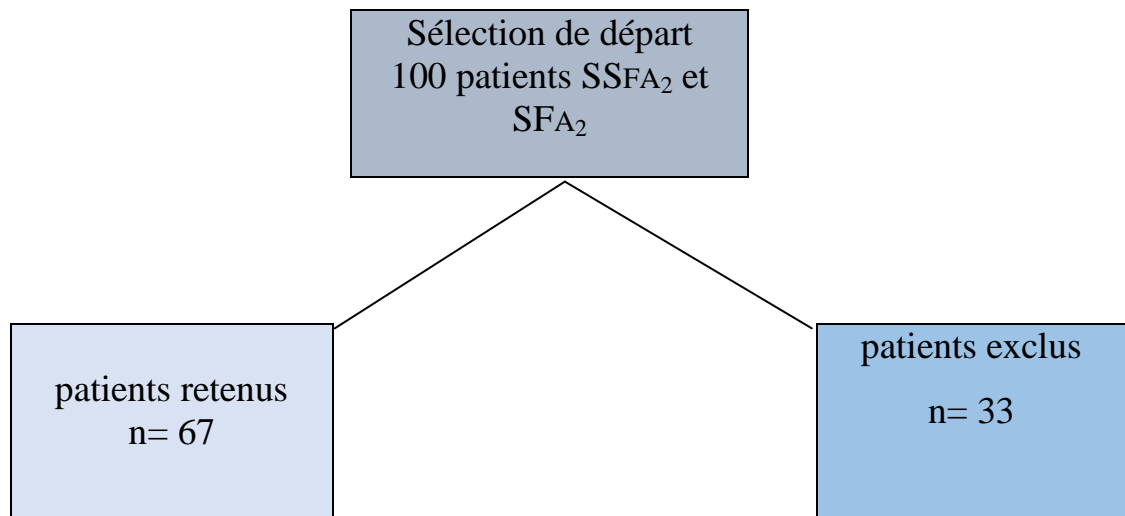 Sélection de départ
100 patients SSFA₂ et
SFA₂
patients retenus
n= 67
patients exclus
n= 33